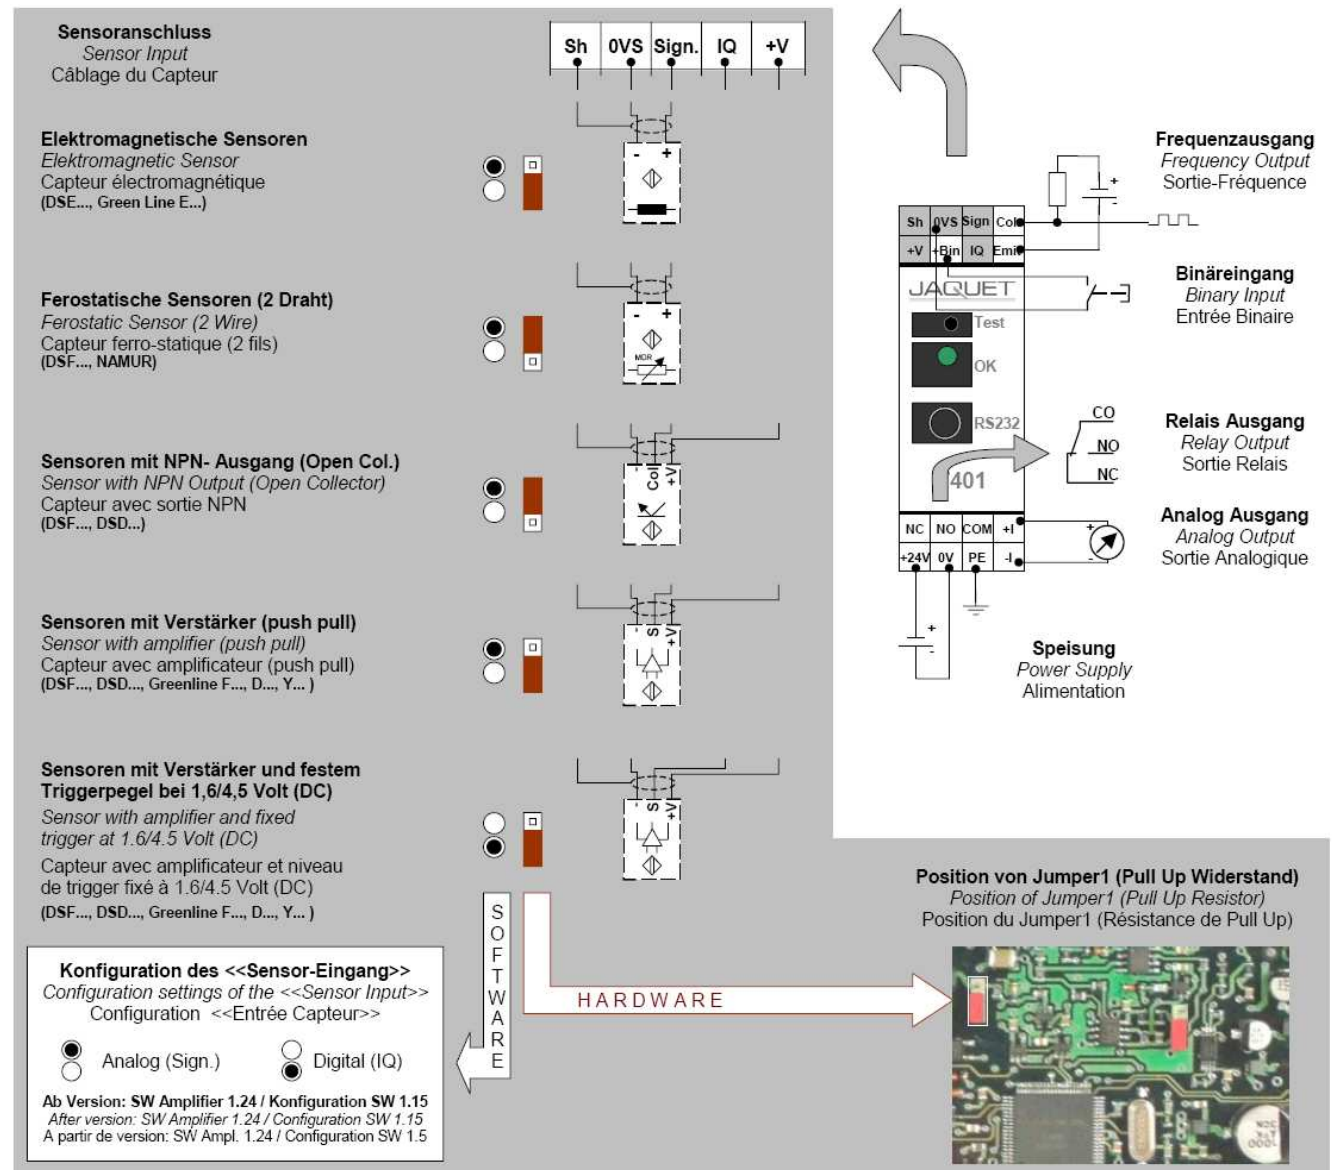 Sensoranschluss
Sensor Input
Câblage du Capteur
Sh 0VS Sign. IQ +V
Elektromagnetische Sensoren
Elektromagnetic Sensor
Capteur électromagnétique
(DSE..., Green Line E...)
- +
Ferostatische Sensoren (2 Draht)
Ferostatic Sensor (2 Wire)
Capteur ferro-statique (2 fils)
(DSF..., NAMUR)
- +
MDR
Sensoren mit NPN- Ausgang (Open Col.)
Sensor with NPN Output (Open Collector)
Capteur avec sortie NPN
(DSF..., DSD...)
- Col +V
Sensoren mit Verstärker (push pull)
Sensor with amplifier (push pull)
Capteur avec amplificateur (push pull)
(DSF..., DSD..., Greenline F..., D..., Y... )
- S +V
Sensoren mit Verstärker und festem
Triggerpegel bei 1,6/4,5 Volt (DC)
Sensor with amplifier and fixed
trigger at 1.6/4.5 Volt (DC)
Capteur avec amplificateur et niveau
de trigger fixé à 1.6/4.5 Volt (DC)
(DSF..., DSD..., Greenline F..., D..., Y... )
- S +V
SOFTWARE
HARDWARE
Konfiguration des <<Sensor-Eingang>>
Configuration settings of the <<Sensor Input>>
Configuration <<Entrée Capteur>>
Analog (Sign.)
Digital (IQ)
Ab Version: SW Amplifier 1.24 / Konfiguration SW 1.15
After version: SW Amplifier 1.24 / Configuration SW 1.15
A partir de version: SW Ampl. 1.24 / Configuration SW 1.5
Frequenzausgang
Frequency Output
Sortie-Fréquence
+
-
Sh 0VS Sign Col
+V +Bin IQ Emit
JAQUET
Test
OK
RS232
401
NC NO COM +I
+24V 0V PE -I
Binäreingang
Binary Input
Entrée Binaire
CO
NO
NC
Relais Ausgang
Relay Output
Sortie Relais
+
-
Analog Ausgang
Analog Output
Sortie Analogique
+
-
Speisung
Power Supply
Alimentation
Position von Jumper1 (Pull Up Widerstand)
Position of Jumper1 (Pull Up Resistor)
Position du Jumper1 (Résistance de Pull Up)